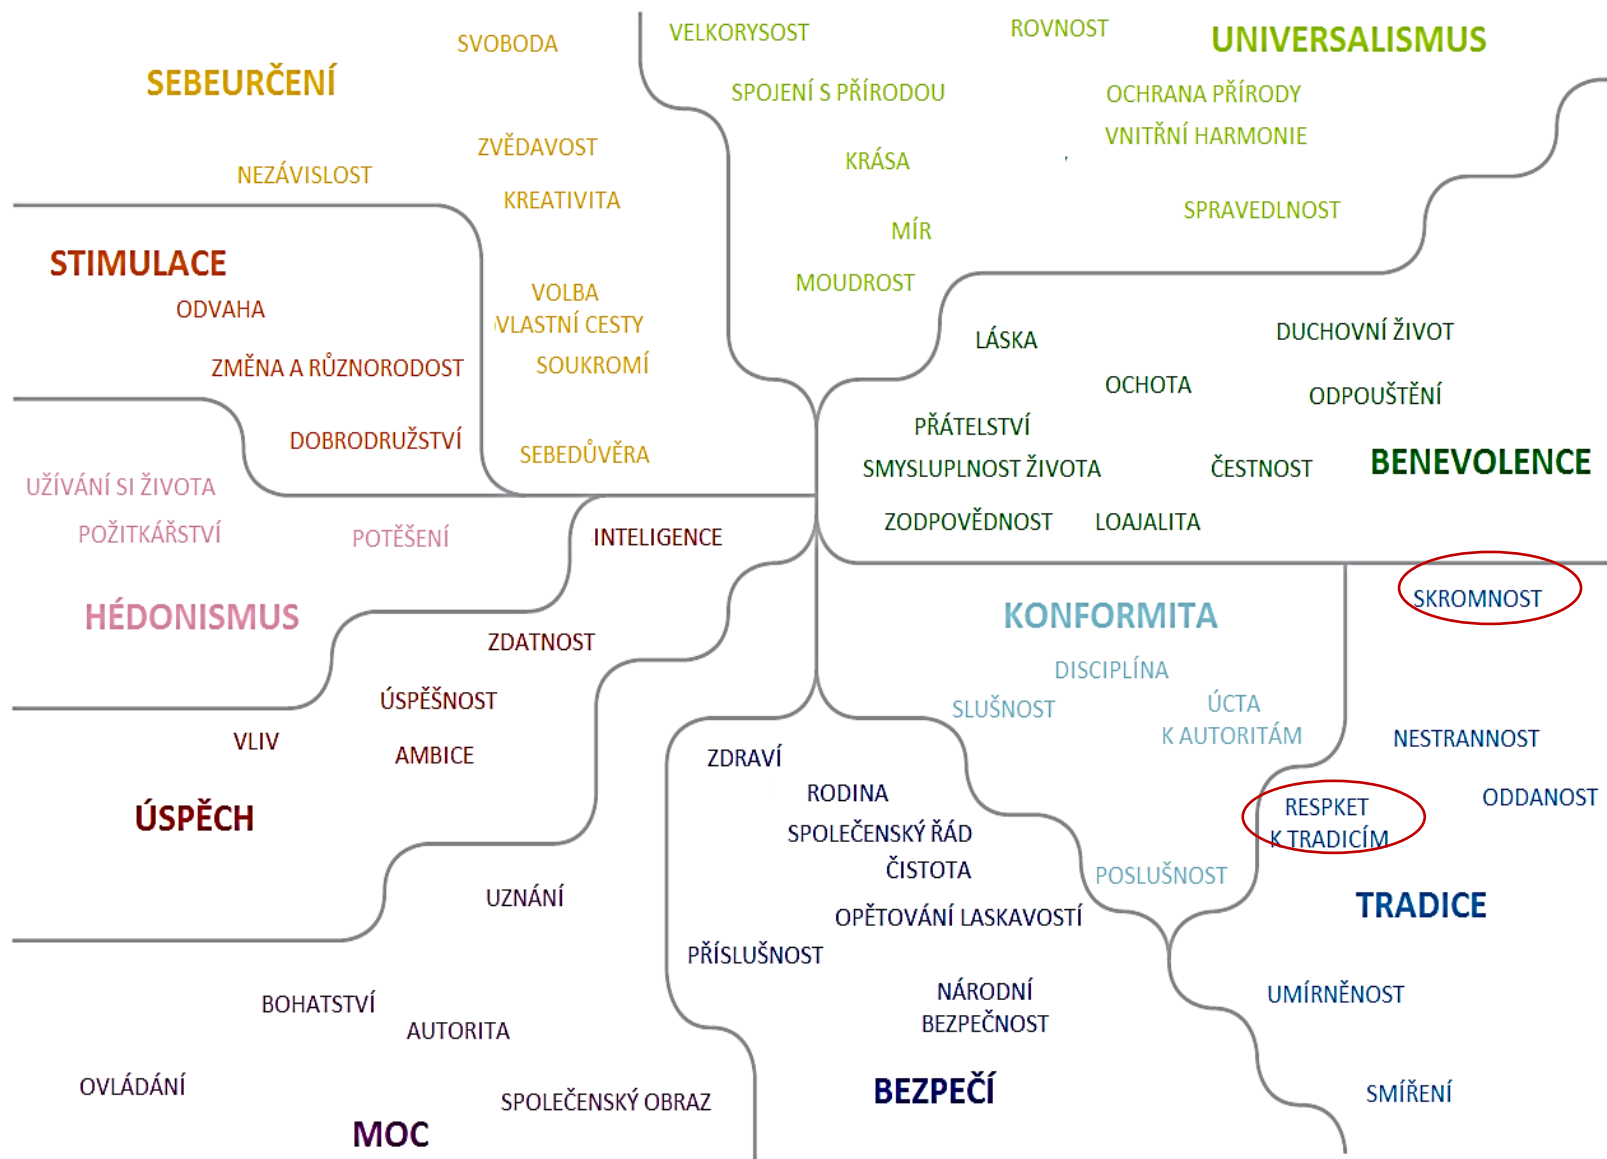 SEBEURČENÍ
SVOBODA
ZVĚDAVOST
NEZÁVISLOST
KREATIVITA
VOLBA
VLASTNÍ CESTY
SOUKROMÍ
SEBEDŮVĚRA
VELKORYSOST
ROVNOST
UNIVERSALISMUS
SPOJENÍ S PŘÍRODOU
OCHRANA PŘÍRODY
VNITŘNÍ HARMONIE
KRÁSA
SPRAVEDLNOST
MÍR
MOUDROST
STIMULACE
ODVAHA
ZMĚNA A RŮZNORODOST
DOBRODRUŽSTVÍ
LÁSKA
DUCHOVNÍ ŽIVOT
OCHOTA
ODPOUŠTĚNÍ
PŘÁTELSTVÍ
BENEVOLENCE
SMYSLUPLNOST ŽIVOTA
ČESTNOST
ZODPOVĚDNOST
LOAJALITA
UŽÍVÁNÍ SI ŽIVOTA
POŽITKÁŘSTVÍ
POTĚŠENÍ
HÉDONISMUS
INTELIGENCE
ZDATNOST
ÚSPĚŠNOST
VLIV
AMBICE
ÚSPĚCH
KONFORMITA
DISCIPLÍNA
SLUŠNOST
ÚCTA
K AUTORITÁM
POSLUŠNOST
SKROMNOST
NESTRANNOST
ODDANOST
RESPKET
K TRADICÍM
TRADICE
UMÍRNĚNOST
SMÍŘENÍ
ZDRAVÍ
RODINA
SPOLEČENSKÝ ŘÁD
ČISTOTA
OPĚTOVÁNÍ LASKAVOSTÍ
PŘÍSLUŠNOST
NÁRODNÍ
BEZPEČNOST
BEZPEČÍ
UZNÁNÍ
BOHATSTVÍ
AUTORITA
OVLÁDÁNÍ
SPOLEČENSKÝ OBRAZ
MOC